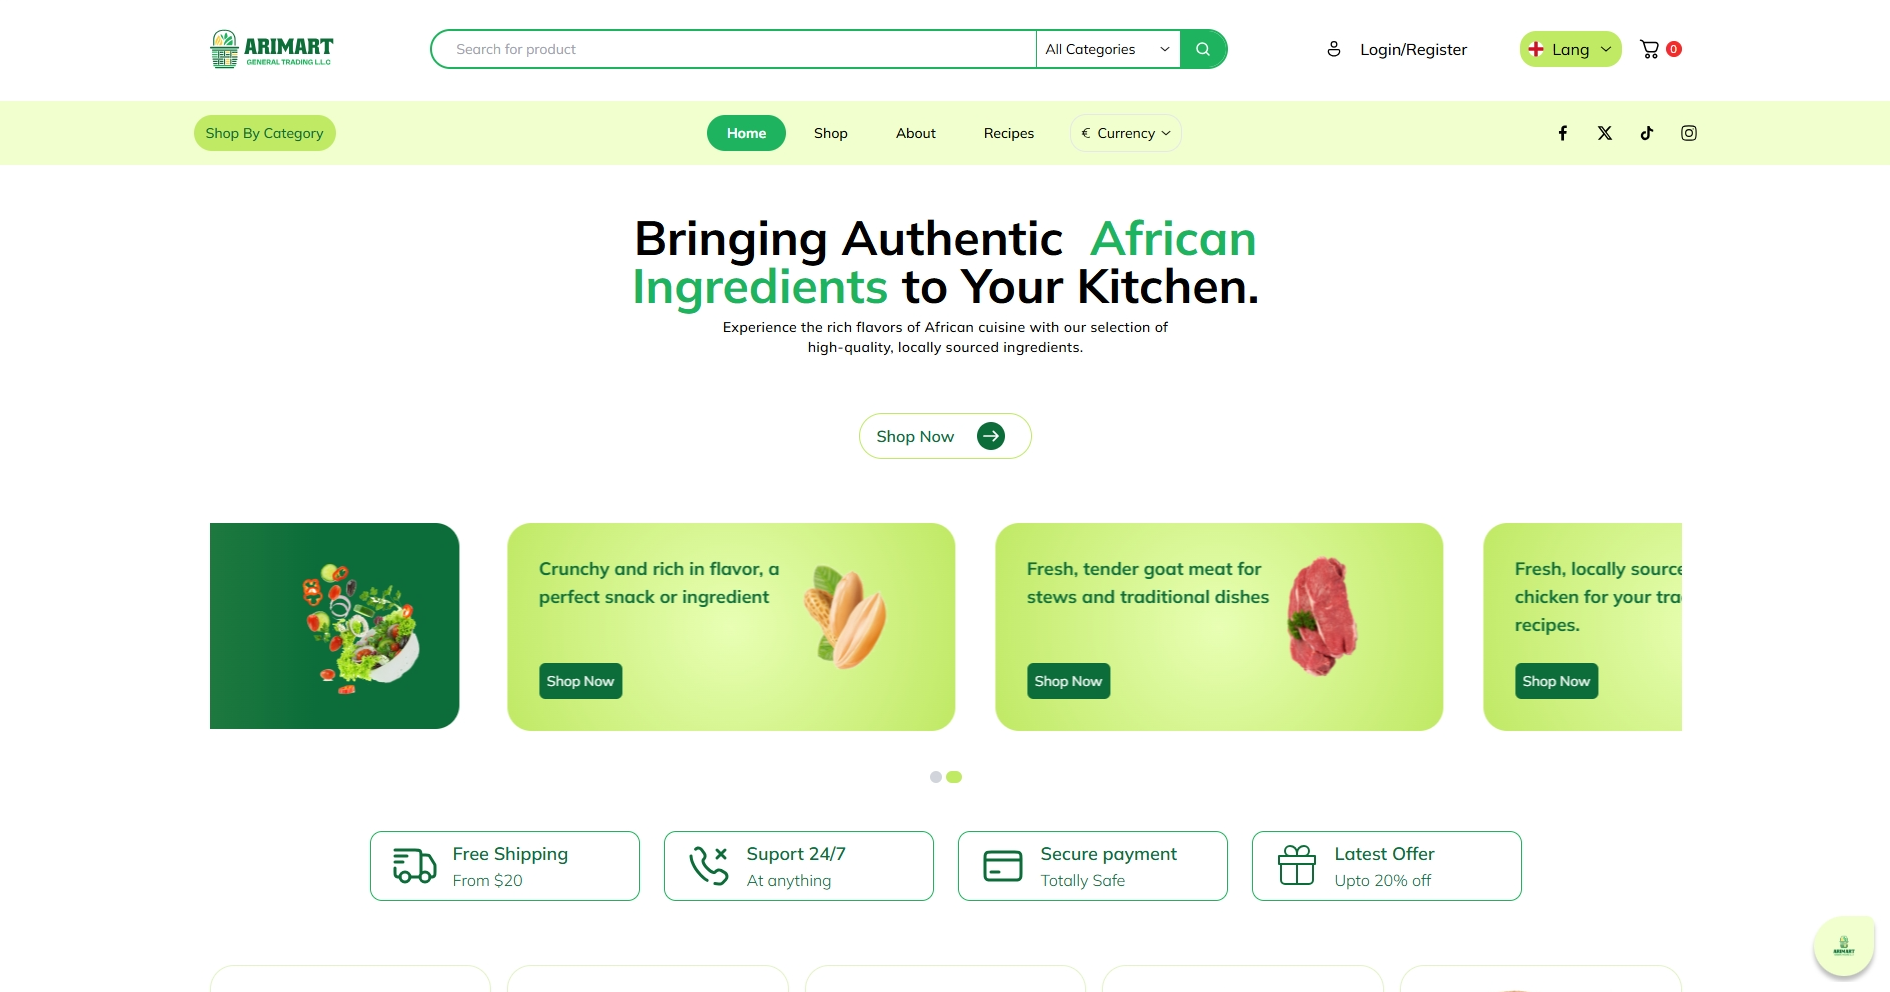 ARIMART
GENERAL TRADING L.L.C
Search for product
All Categories
Login/Register
Lang
0
Shop By Category
Home
Shop
About
Recipes
€ Currency
Bringing Authentic African
Ingredients to Your Kitchen.
Experience the rich flavors of African cuisine with our selection of
high-quality, locally sourced ingredients.
Shop Now
Crunchy and rich in flavor, a
perfect snack or ingredient
Shop Now
Fresh, tender goat meat for
stews and traditional dishes
Shop Now
Fresh, locally source
chicken for your tra
recipes.
Shop Now
Free Shipping
From $20
Suport 24/7
At anything
Secure payment
Totally Safe
Latest Offer
Upto 20% off
ARIMART